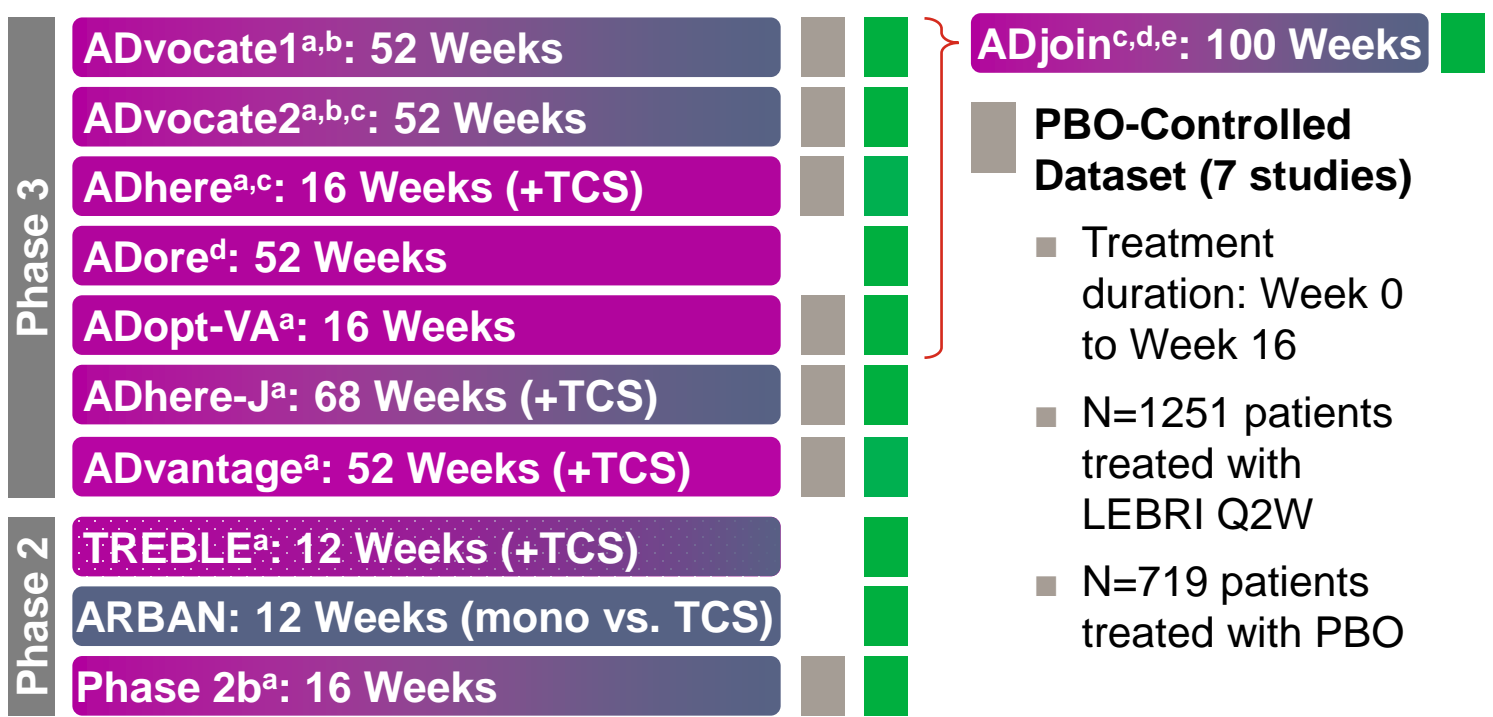 Phase 3
ADvocate1a,b: 52 Weeks
ADvocate2a,b,c: 52 Weeks
ADherea,c: 16 Weeks (+TCS)
ADored: 52 Weeks
ADopt-VAa: 16 Weeks
ADhere-Ja: 68 Weeks (+TCS)
ADvantagea: 52 Weeks (+TCS)
Phase 2
TREBLEa: 12 Weeks (+TCS)
ARBAN: 12 Weeks (mono vs. TCS)
Phase 2ba: 16 Weeks
ADjoinc,d,e: 100 Weeks
PBO-Controlled
Dataset (7 studies)
Treatment
duration: Week 0
to Week 16
N=1251 patients
treated with
LEBRI Q2W
N=719 patients
treated with PBO